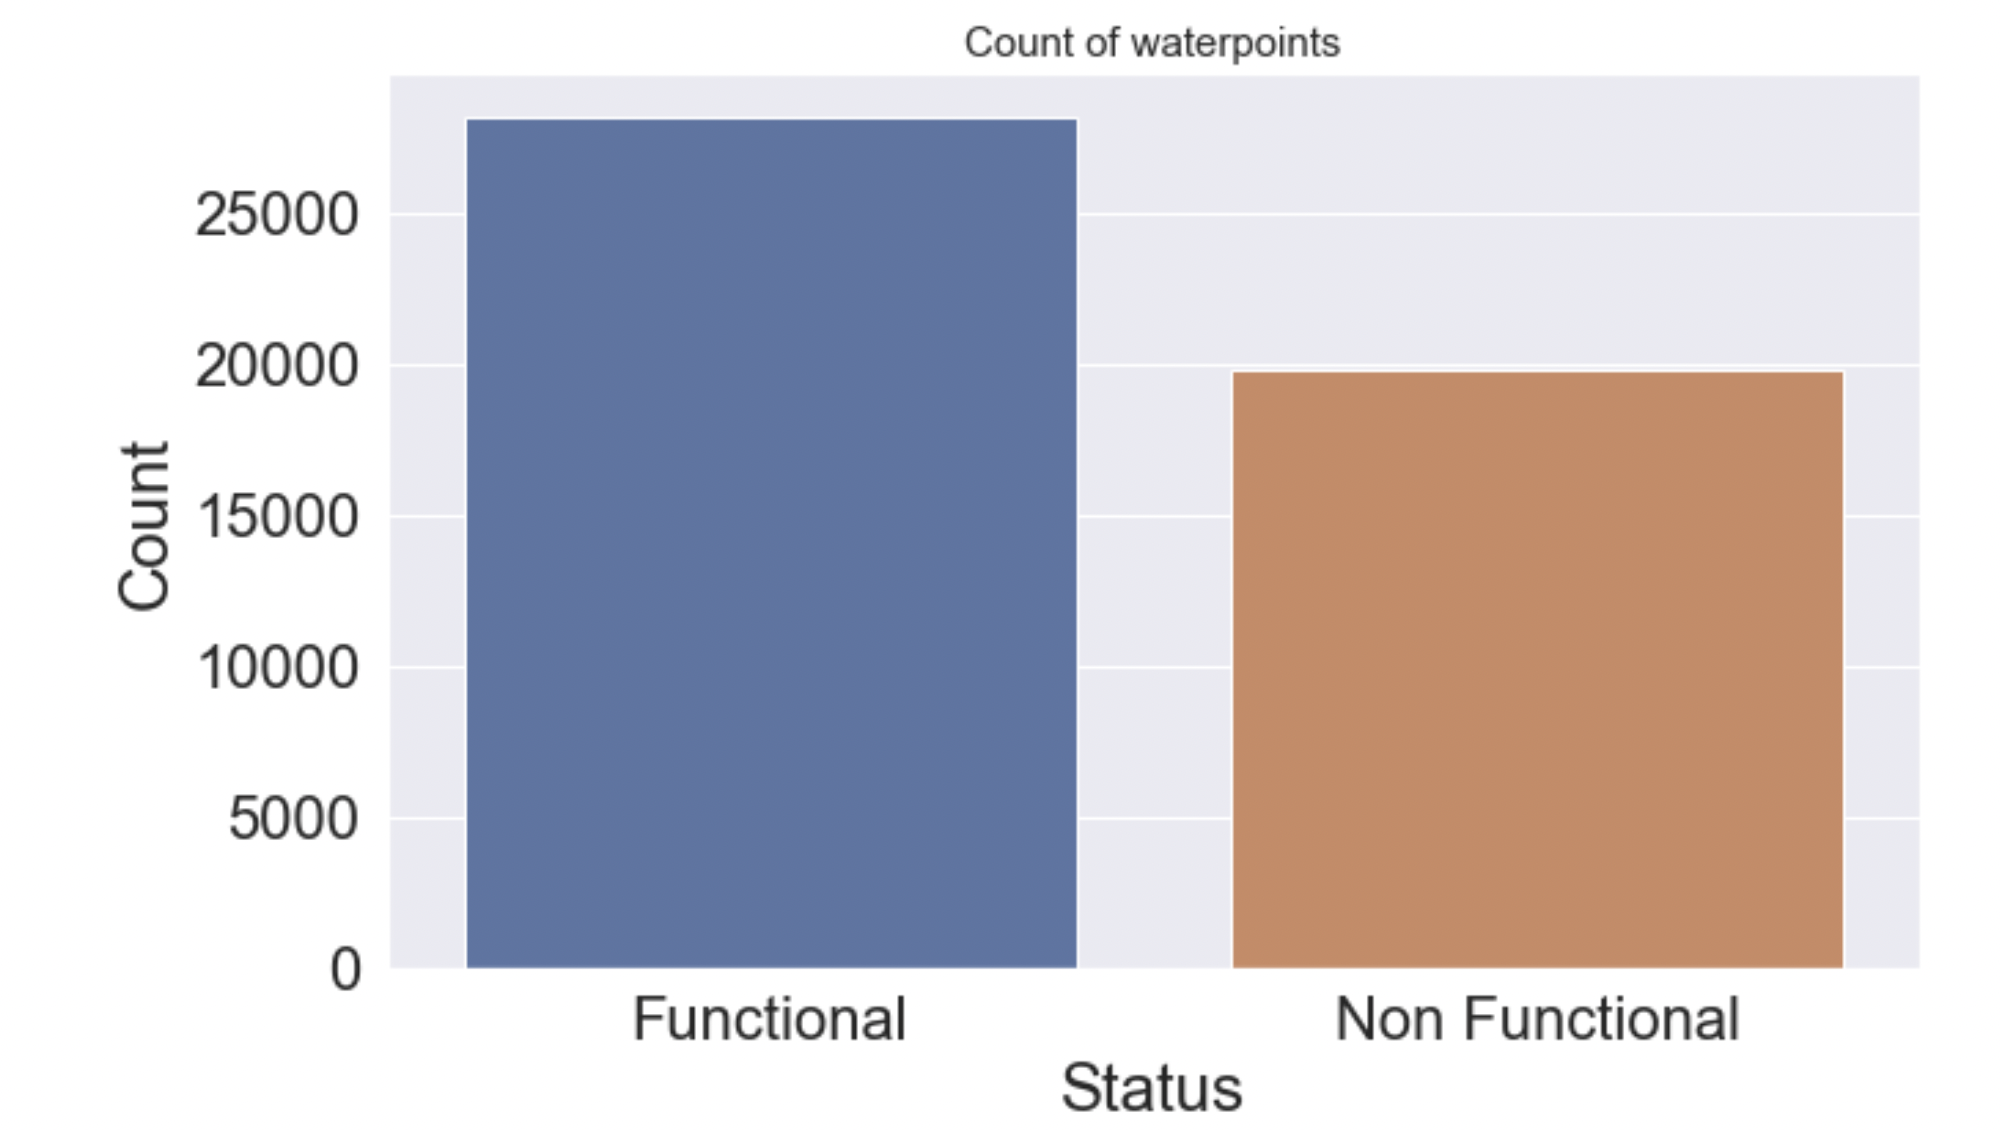 Count of waterpoints
25000
20000
15000
10000
5000
0
Count
Functional
Non Functional
Status